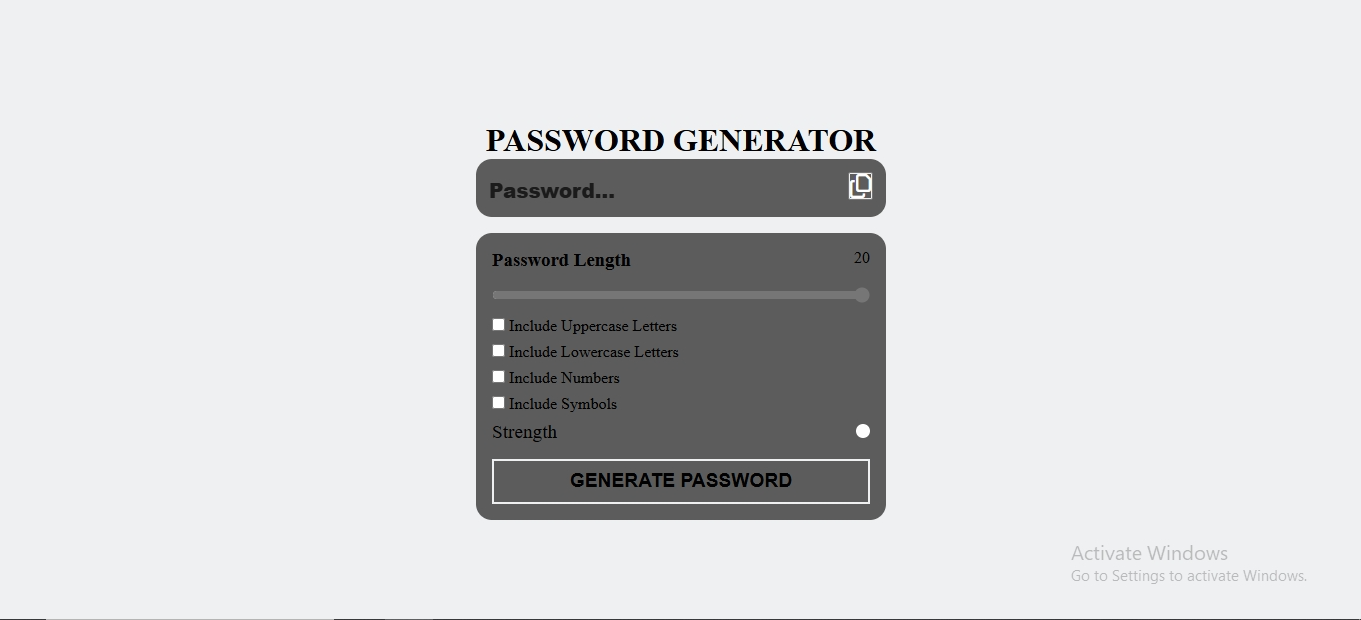 PASSWORD GENERATOR
Password...
Password Length 20
Include Uppercase Letters
Include Lowercase Letters
Include Numbers
Include Symbols
Strength
GENERATE PASSWORD
Activate Windows
Go to Settings to activate Windows.